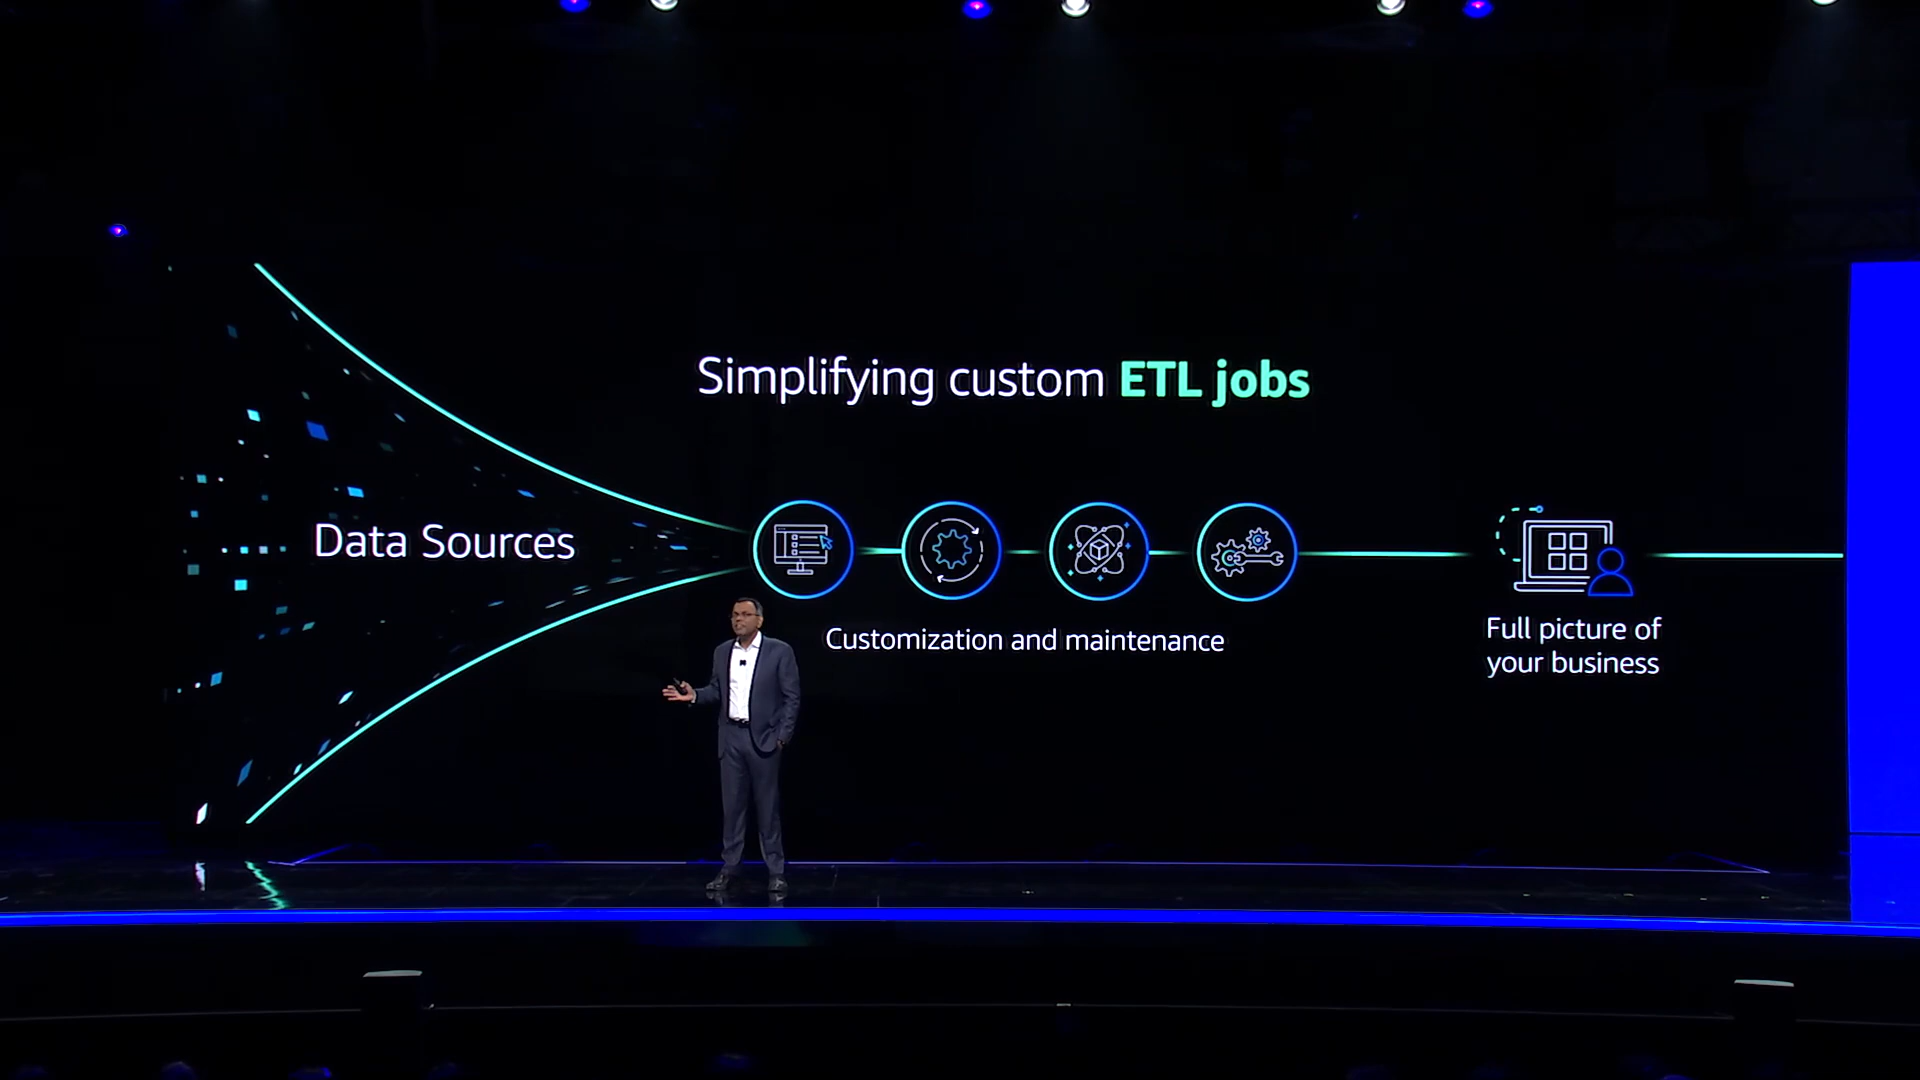 Simplifying custom ETL jobs
Data Sources
Customization and maintenance
Full picture of
your business